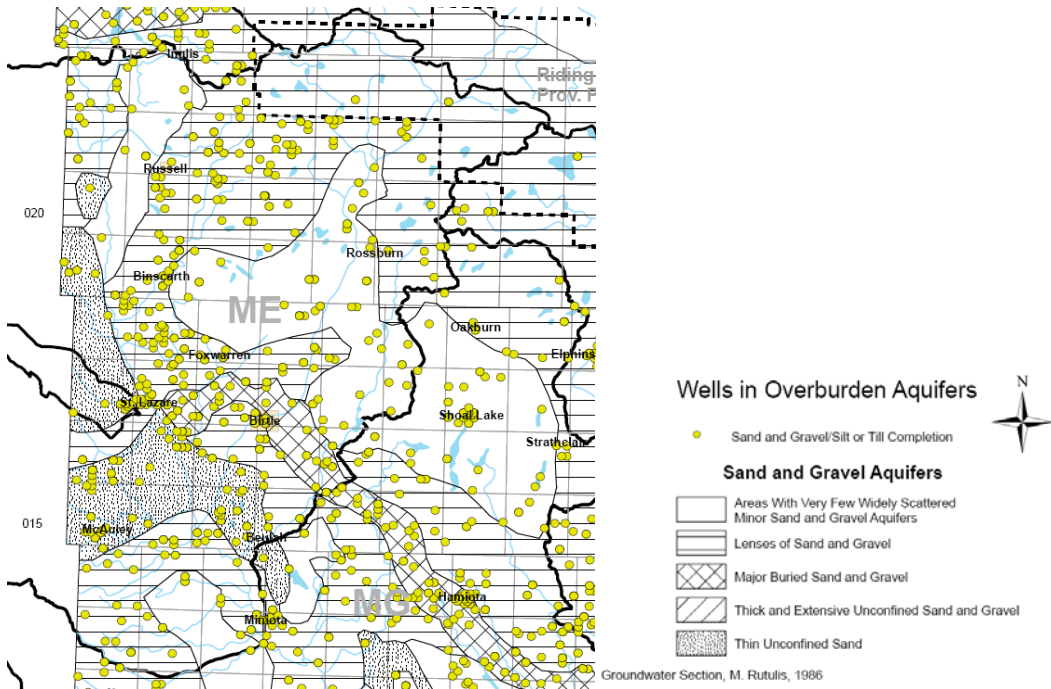 Inglis
Riding
Prov. P
Russell
020
Rossburn
Binscarth
ME
Oakburn
Foxwarren
Elphins
St. Lazare
Birtle
Shoal Lake
Strathclair
015
McAuley
Beulah
MG
Hamiota
Miniota
Wells in Overburden Aquifers
N
Sand and Gravel/Silt or Till Completion
Sand and Gravel Aquifers
Areas With Very Few Widely Scattered
Minor Sand and Gravel Aquifers
Lenses of Sand and Gravel
Major Buried Sand and Gravel
Thick and Extensive Unconfined Sand and Gravel
Thin Unconfined Sand
Groundwater Section, M. Rutulis, 1986